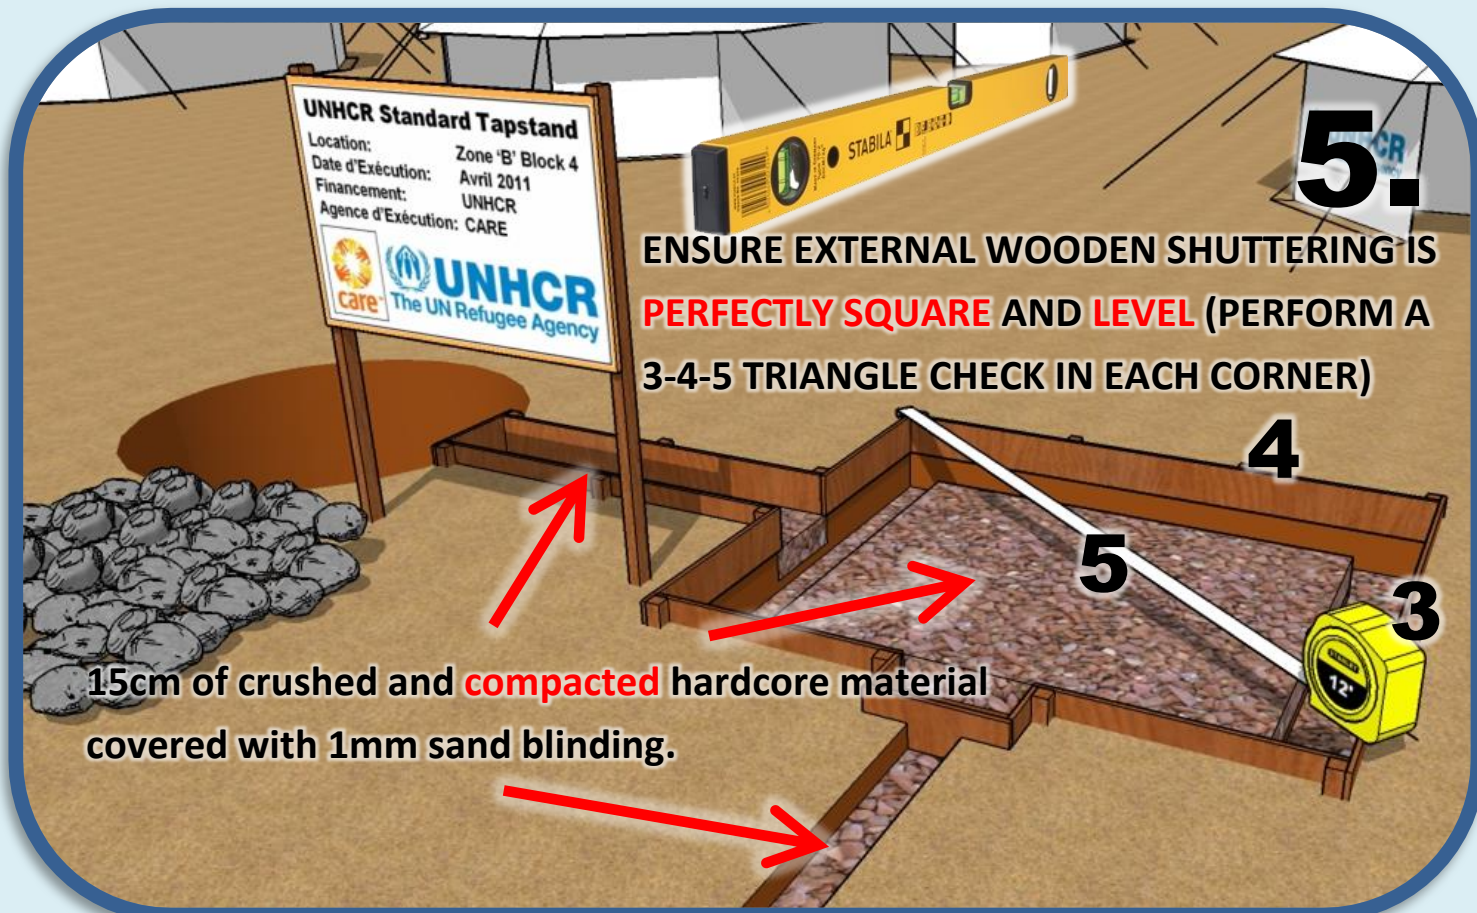 UNHCR Standard Tapstand
Location: Zone 'B' Block 4
Date d'Exécution: Avril 2011
Financement: UNHCR
Agence d'Exécution: CARE
care
UNHCR
The UN Refugee Agency
STABILA
UNHCR
5.
ENSURE EXTERNAL WOODEN SHUTTERING IS
PERFECTLY SQUARE AND LEVEL (PERFORM A
3-4-5 TRIANGLE CHECK IN EACH CORNER)
4
5
3
STANLEY
12'
15cm of crushed and compacted hardcore material
covered with 1mm sand blinding.